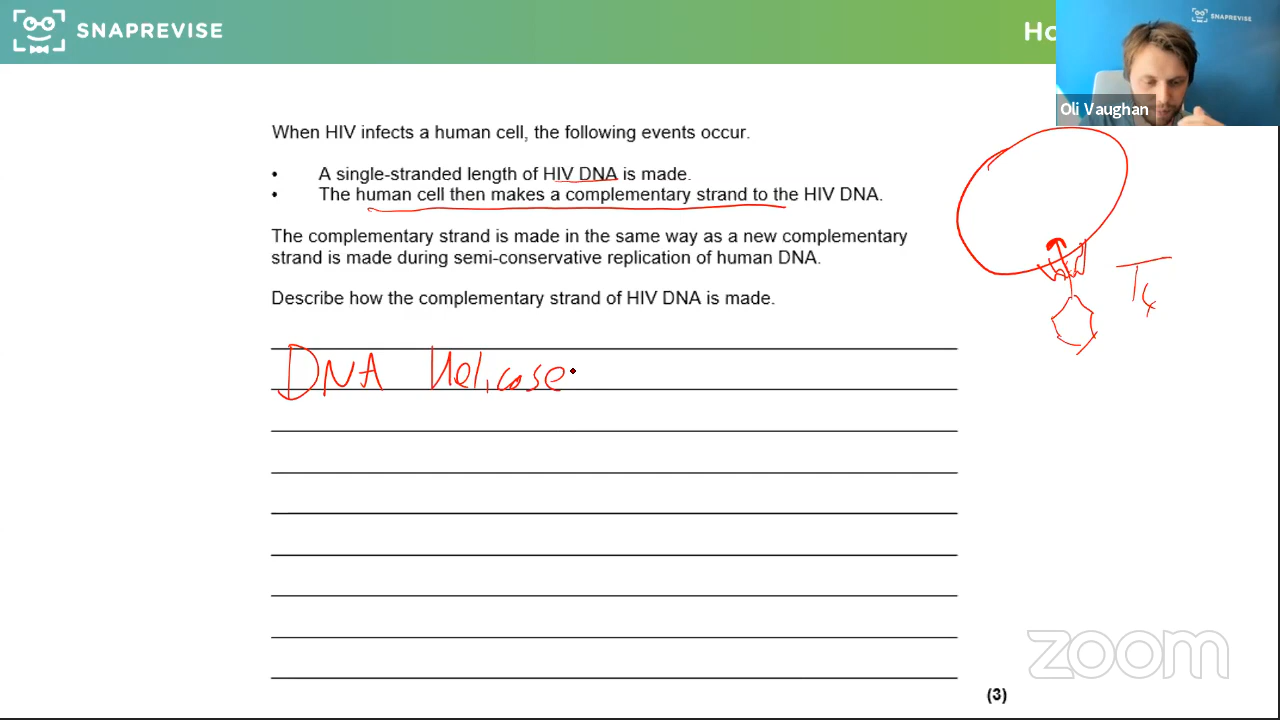 SNAPREVISE
Ho
SNAPREVISE
Oli Vaughan
When HIV infects a human cell, the following events occur.
• A single-stranded length of HIV DNA is made.
• The human cell then makes a complementary strand to the HIV DNA.
The complementary strand is made in the same way as a new complementary
strand is made during semi-conservative replication of human DNA.
Describe how the complementary strand of HIV DNA is made.
T4
DNA Helicase
zoom
(3)